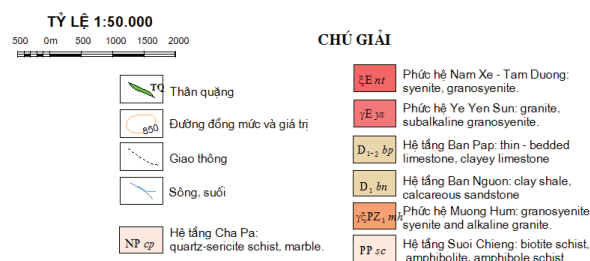 TỶ LỆ 1:50.000
500 0m 500 1000 1500 2000
TQ Thân quặng
850 Đường đồng mức và giá trị
Giao thông
Sông, suối
NP cp Hệ tầng Cha Pa:
quartz-sericite schist, marble.
CHÚ GIẢI
ξE nt Phức hệ Nam Xe - Tam Duong:
syenite, granosyenite.
γE ys Phức hệ Ye Yen Sun: granite,
subalkaline granosyenite.
D₁₋₂ bp Hệ tầng Ban Pap: thin - bedded
limestone, clayey limestone
D₁ bn Hệ tầng Ban Nguon: clay shale,
calcareous sandstone
γξPZ₁ mh Phức hệ Muong Hum: granosyenite
syenite and alkaline granite.
PP sc Hệ tầng Suoi Chieng: biotite schist,
amphibolite, amphibole schist